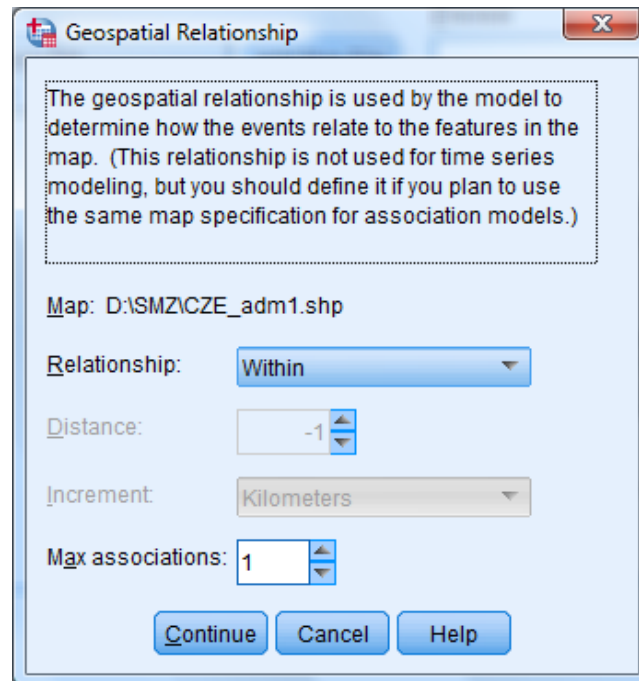 Geospatial Relationship
The geospatial relationship is used by the model to
determine how the events relate to the features in the
map. (This relationship is not used for time series
modeling, but you should define it if you plan to use
the same map specification for association models.)
Map: D:\SMZ\CZE_adm1.shp
Relationship: Within
Distance: -1
Increment: Kilometers
Max associations: 1
Continue Cancel Help